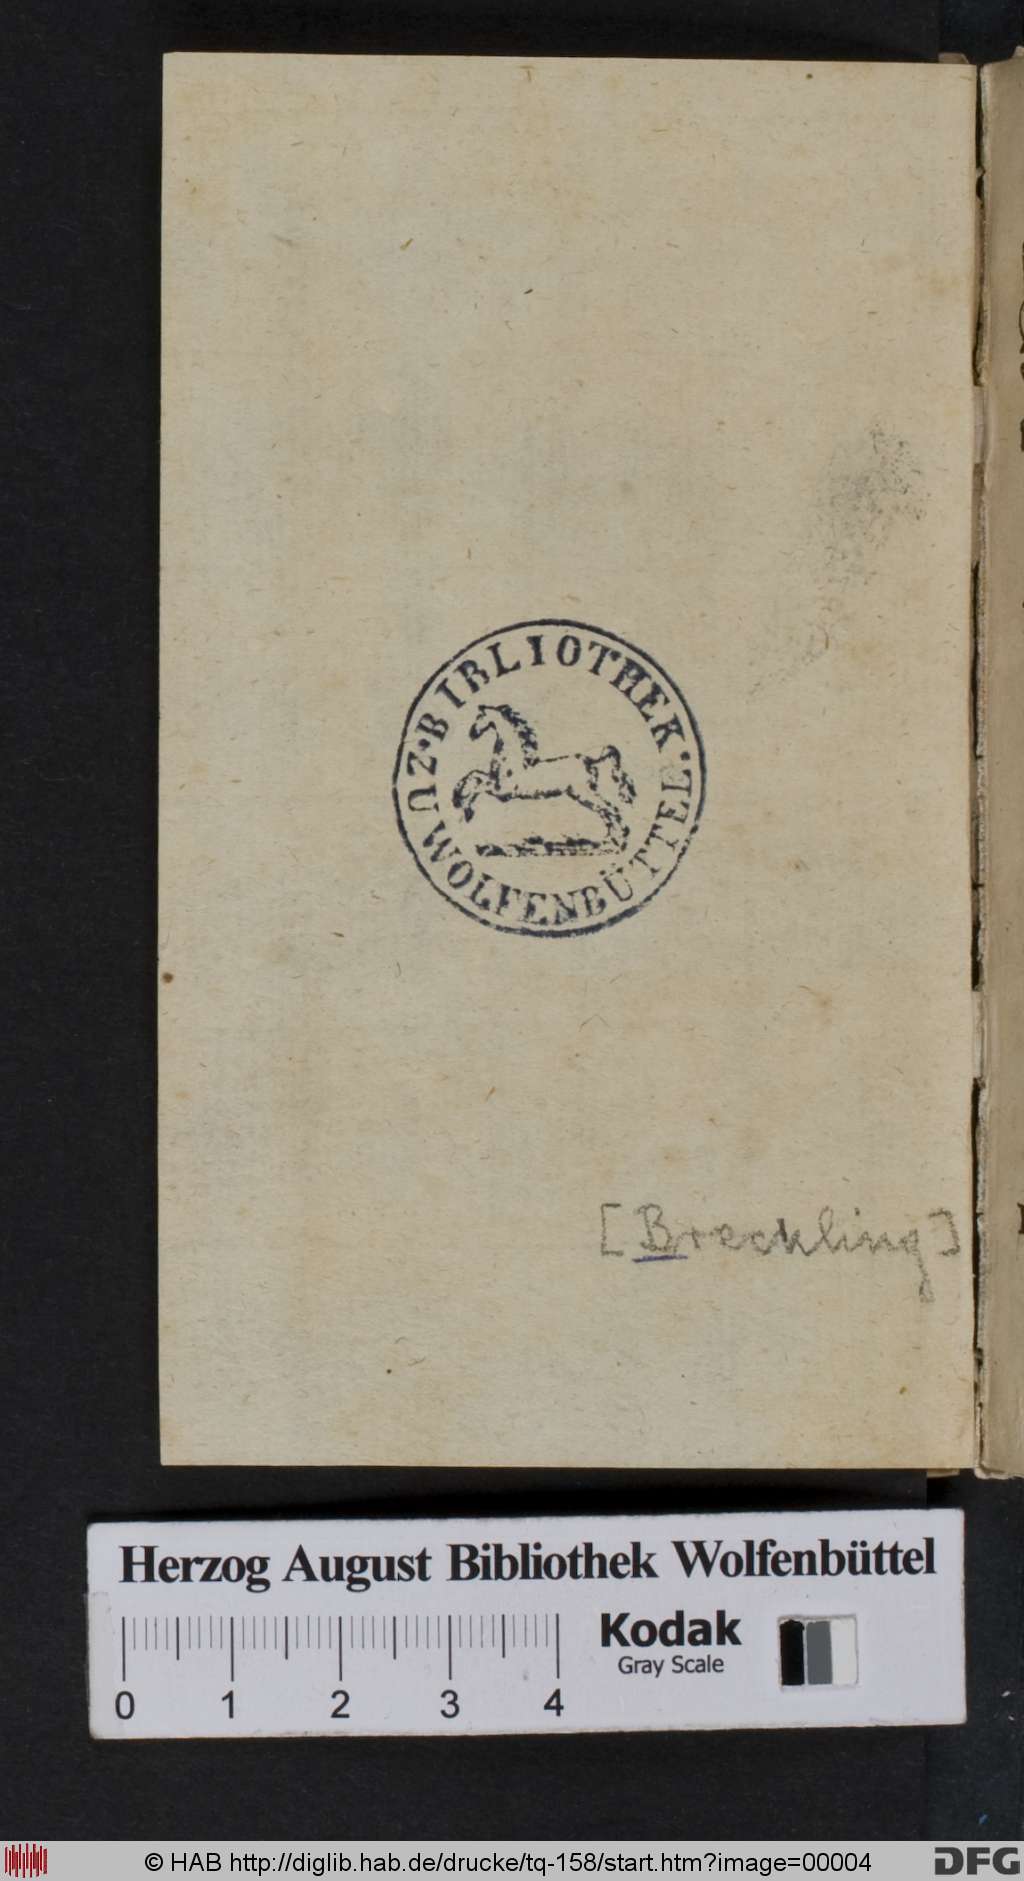 BIBLIOTHEK·
ZU WOLFENBÜTTEL·
[Breckling]
Herzog August Bibliothek Wolfenbüttel
Kodak
Gray Scale
0 1 2 3 4
© HAB http://diglib.hab.de/drucke/tq-158/start.htm?image=00004
DFG